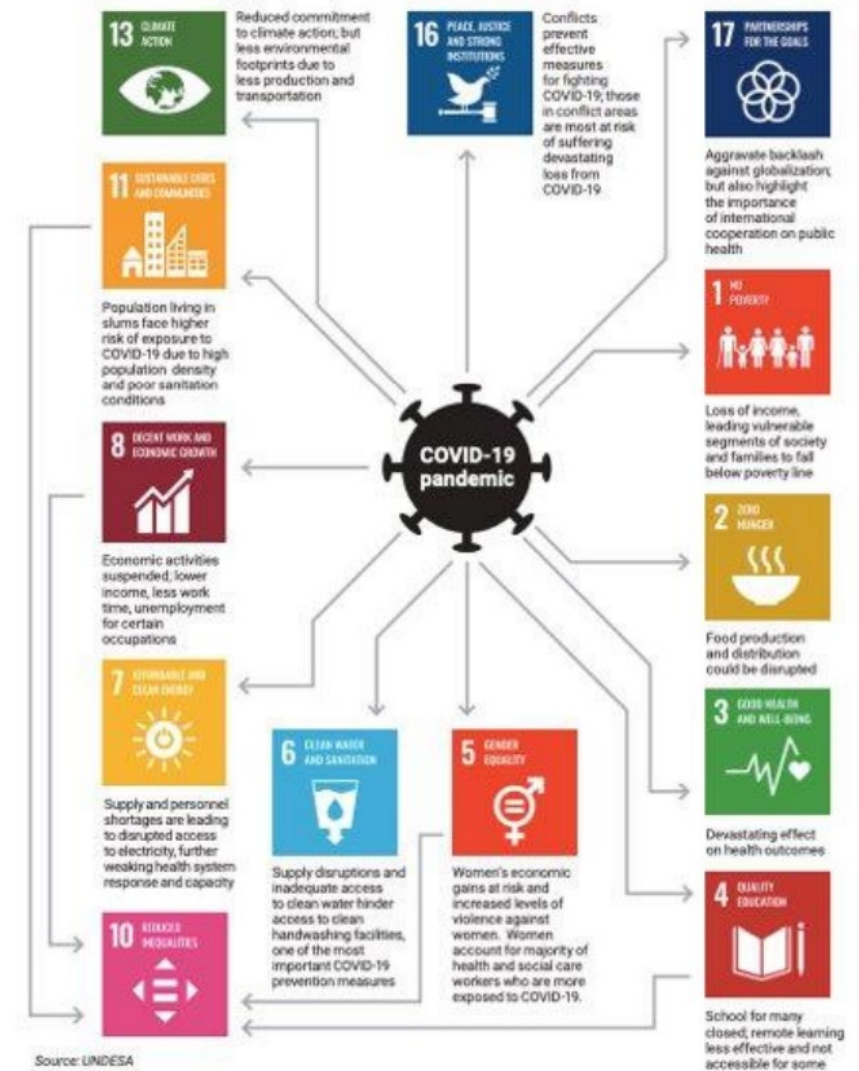 13 CLIMATE
ACTION
Reduced commitment
to climate action; but
less environmental
footprints due to
less production and
transportation
16 PEACE, JUSTICE
AND STRONG
INSTITUTIONS
Conflicts
prevent
effective
measures
for fighting
COVID-19; those
in conflict areas
are most at risk
of suffering
devastating
loss from
COVID-19
17 PARTNERSHIPS
FOR THE GOALS
Aggravate backlash
against globalization;
but also highlight
the importance
of international
cooperation on public
health
11 SUSTAINABLE CITIES
AND COMMUNITIES
Population living in
slums face higher
risk of exposure to
COVID-19 due to high
population density
and poor sanitation
conditions
1 NO
POVERTY
Loss of income,
leading vulnerable
segments of society
and families to fall
below poverty line
8 DECENT WORK AND
ECONOMIC GROWTH
Economic activities
suspended; lower
income, less work
time, unemployment
for certain
occupations
COVID-19
pandemic
2 ZERO
HUNGER
Food production
and distribution
could be disrupted
7 AFFORDABLE AND
CLEAN ENERGY
Supply and personnel
shortages are leading
to disrupted access
to electricity, further
weaking health system
response and capacity
6 CLEAN WATER
AND SANITATION
Supply disruptions and
inadequate access
to clean water hinder
access to clean
handwashing facilities,
one of the most
important COVID-19
prevention measures
5 GENDER
EQUALITY
Women's economic
gains at risk and
increased levels of
violence against
women. Women
account for majority of
health and social care
workers who are more
exposed to COVID-19.
3 GOOD HEALTH
AND WELL-BEING
Devastating effect
on health outcomes
4 QUALITY
EDUCATION
School for many
closed; remote learning
less effective and not
accessible for some
10 REDUCED
INEQUALITIES
Source: UNDESA